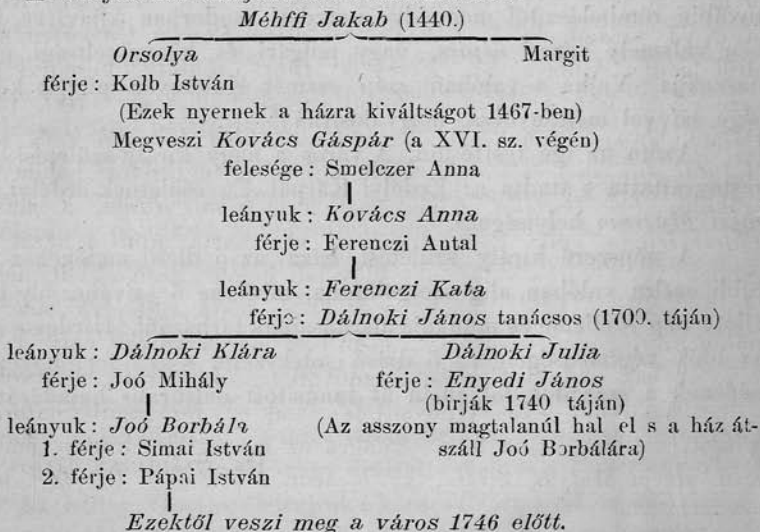 Méhffi Jakab (1440.)
Orsolya Margit
férje : Kolb István
(Ezek nyernek a házra kiváltságot 1467-ben)
Megveszi Kovács Gáspár (a XVI. sz. végén)
felesége : Smelczer Anna
leányuk : Kovács Anna
férje : Ferenczi Antal
leányuk : Ferenczi Kata
férje : Dálnoki János tanácsos (1700. táján)
leányuk : Dálnoki Klára Dálnoki Julia
férje : Joó Mihály férje : Enyedi János
(birják 1740 táján)
leányuk : Joó Borbála (Az asszony magtalanúl hal el s a ház át-
1. férje : Simai István száll Joó Borbálára)
2. férje : Pápai István
Ezektől veszi meg a város 1746 előtt.